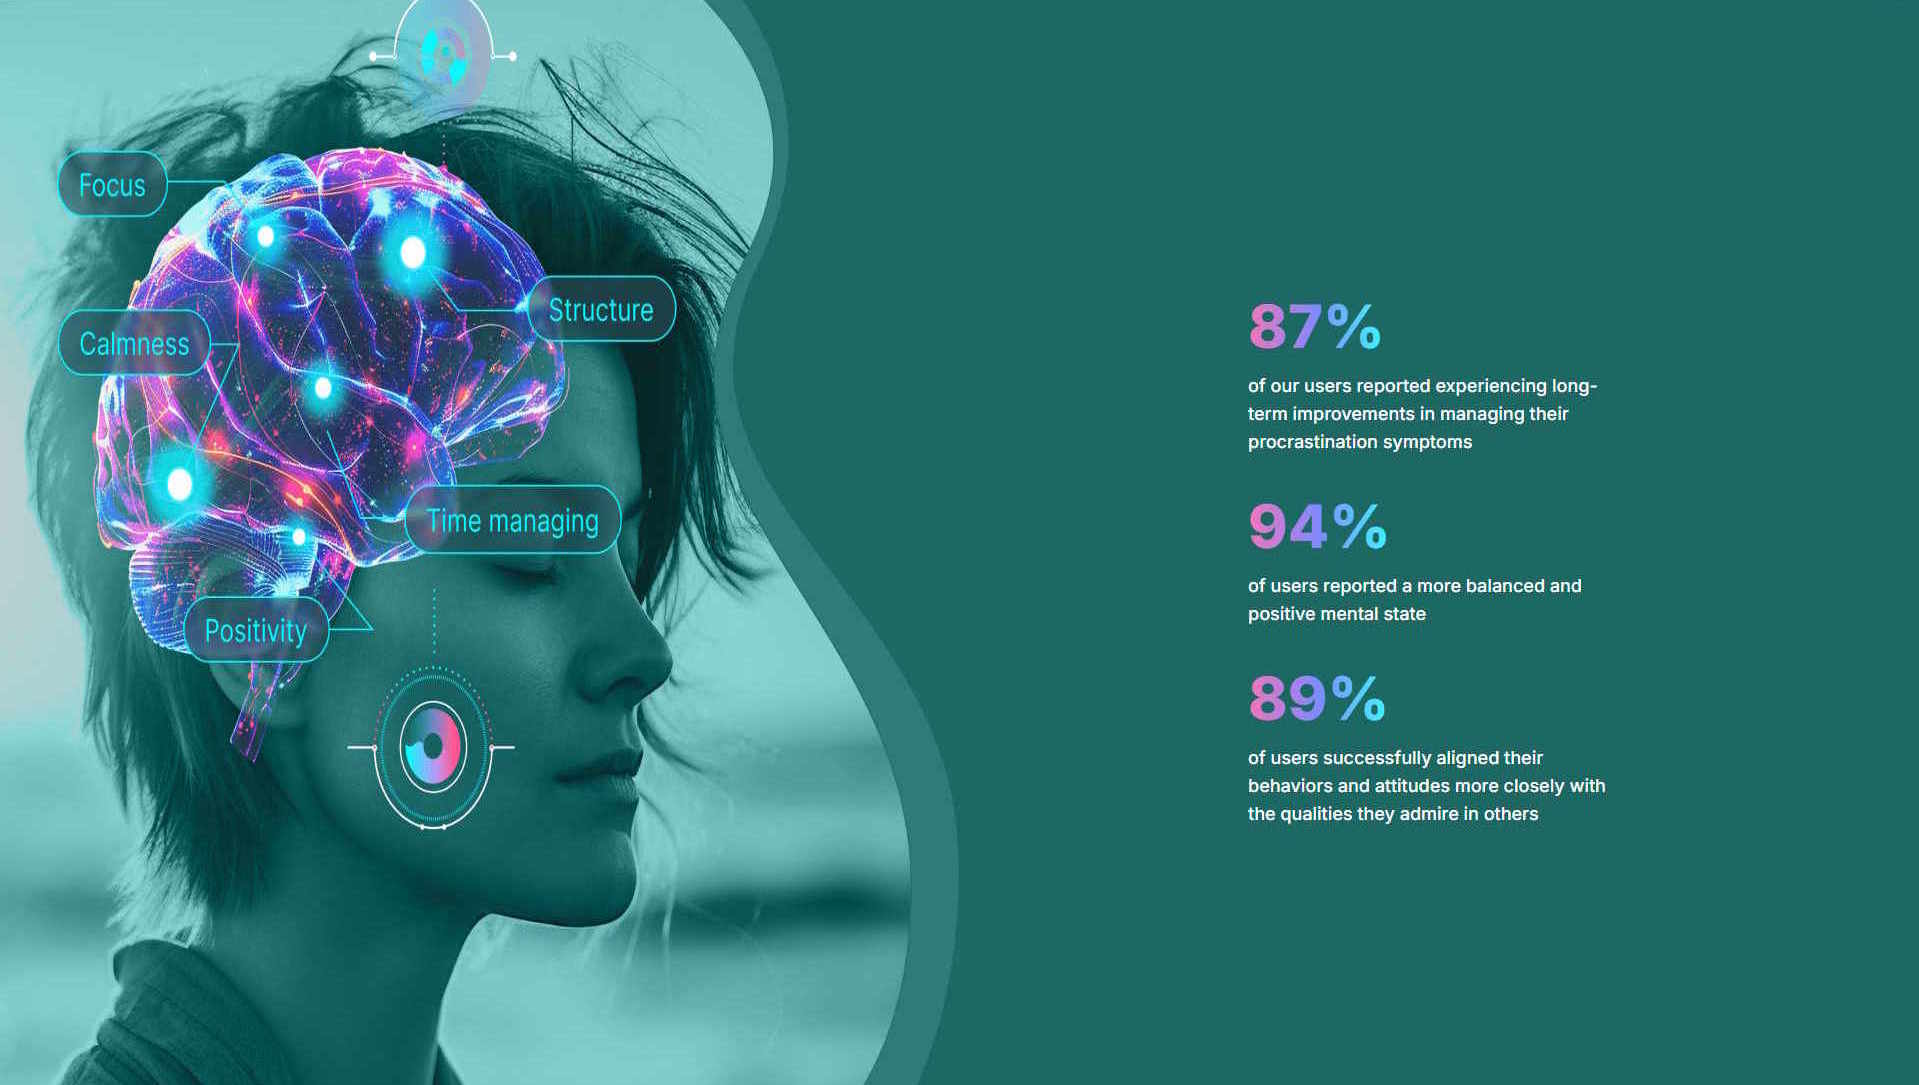 Focus
Structure
Calmness
Time managing
Positivity
87%
of our users reported experiencing long-
term improvements in managing their
procrastination symptoms
94%
of users reported a more balanced and
positive mental state
89%
of users successfully aligned their
behaviors and attitudes more closely with
the qualities they admire in others